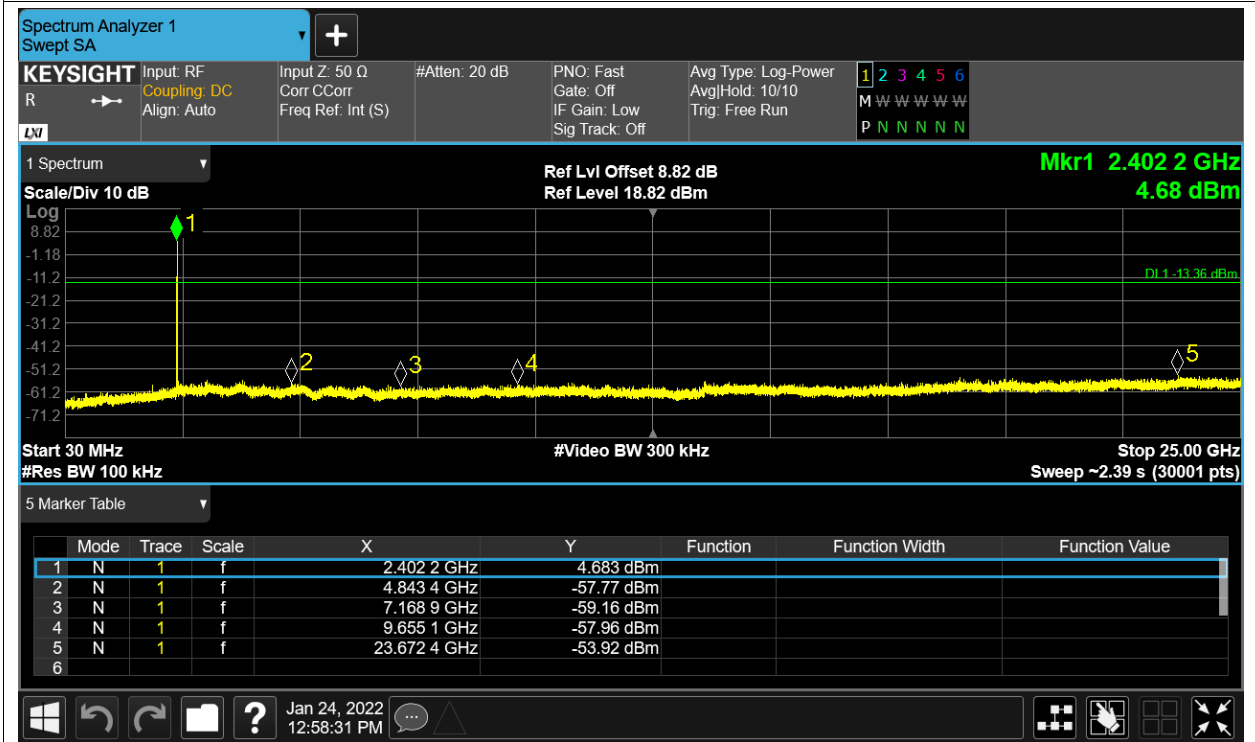 Spectrum Analyzer 1
Swept SA
+
KEYSIGHT Input: RF Input Z: 50 Ω #Atten: 20 dB PNO: Fast Avg Type: Log-Power 1 2 3 4 5 6
R Coupling: DC Corr CCorr Gate: Off Avg|Hold: 10/10 M W W W W W
Align: Auto Freq Ref: Int (S) IF Gain: Low Trig: Free Run
LXI Sig Track: Off P N N N N N
1 Spectrum Ref Lvl Offset 8.82 dB Mkr1 2.402 2 GHz
Scale/Div 10 dB Ref Level 18.82 dBm 4.68 dBm
Log
1
8.82
-1.18
-11.2 DL1 -13.36 dBm
-21.2
-31.2
-41.2
2 3 4 5
-51.2
-61.2
-71.2
Start 30 MHz #Video BW 300 kHz Stop 25.00 GHz
#Res BW 100 kHz Sweep ~2.39 s (30001 pts)
5 Marker Table
Mode Trace Scale X Y Function Function Width Function Value
1 N 1 f 2.402 2 GHz 4.683 dBm
2 N 1 f 4.843 4 GHz -57.77 dBm
3 N 1 f 7.168 9 GHz -59.16 dBm
4 N 1 f 9.655 1 GHz -57.96 dBm
5 N 1 f 23.672 4 GHz -53.92 dBm
6
? Jan 24, 2022
12:58:31 PM